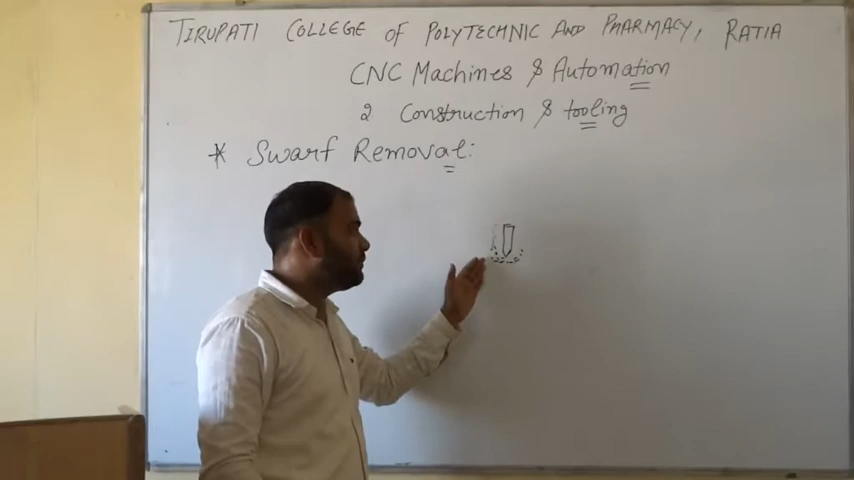 TIRUPATI COLLEGE OF POLYTECHNIC AND PHARMACY, RATIA
CNC MACHINES & AUTOMATION
2 CONSTRUCTION & tooling
* SWARF REMOVAL: